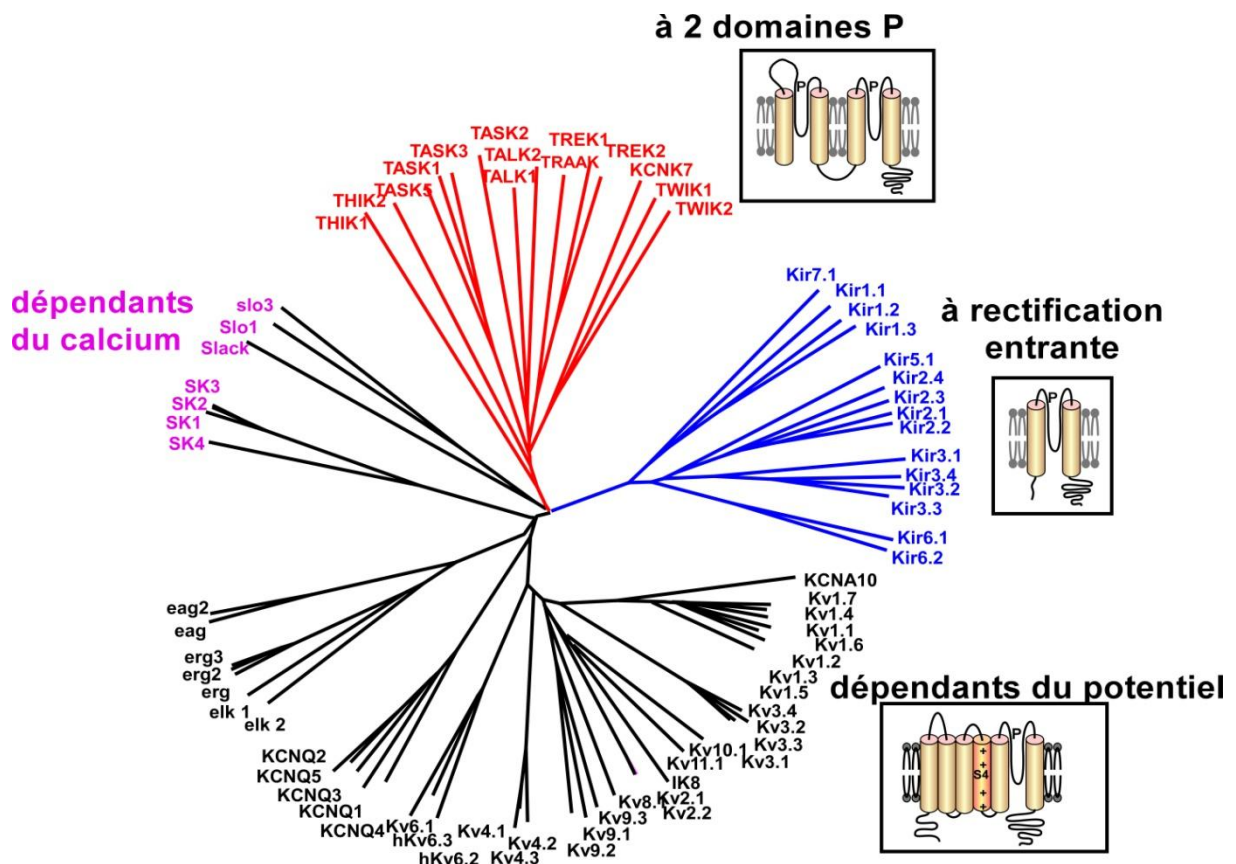 à 2 domaines P
P
P
TASK2
TREK1
TASK3
TALK2
TREK2
TASK1
TRAAK
KCNK7
TASK5
TALK1
TWIK1
THIK2
TWIK2
THIK1
dépendants
du calcium
slo3
Slo1
Slack
SK3
SK2
SK1
SK4
Kir7.1
Kir1.1
Kir1.2
Kir1.3
Kir5.1
Kir2.4
Kir2.3
Kir2.1
Kir2.2
Kir3.1
Kir3.4
Kir3.2
Kir3.3
Kir6.1
Kir6.2
à rectification
entrante
P
eag2
eag
erg3
erg2
erg
elk 1
elk 2
KCNQ2
KCNQ5
KCNQ3
KCNQ1
KCNQ4
Kv6.1
hKv6.3
hKv6.2
Kv4.1
Kv4.3
Kv4.2
Kv9.2
Kv9.1
Kv9.3
Kv8.1
Kv2.2
Kv2.1
IK8
Kv11.1
Kv10.1
Kv3.1
Kv3.3
Kv3.2
Kv3.4
Kv1.5
Kv1.3
Kv1.2
Kv1.6
Kv1.1
Kv1.4
Kv1.7
KCNA10
dépendants du potentiel
P
+
+
S4
+
+